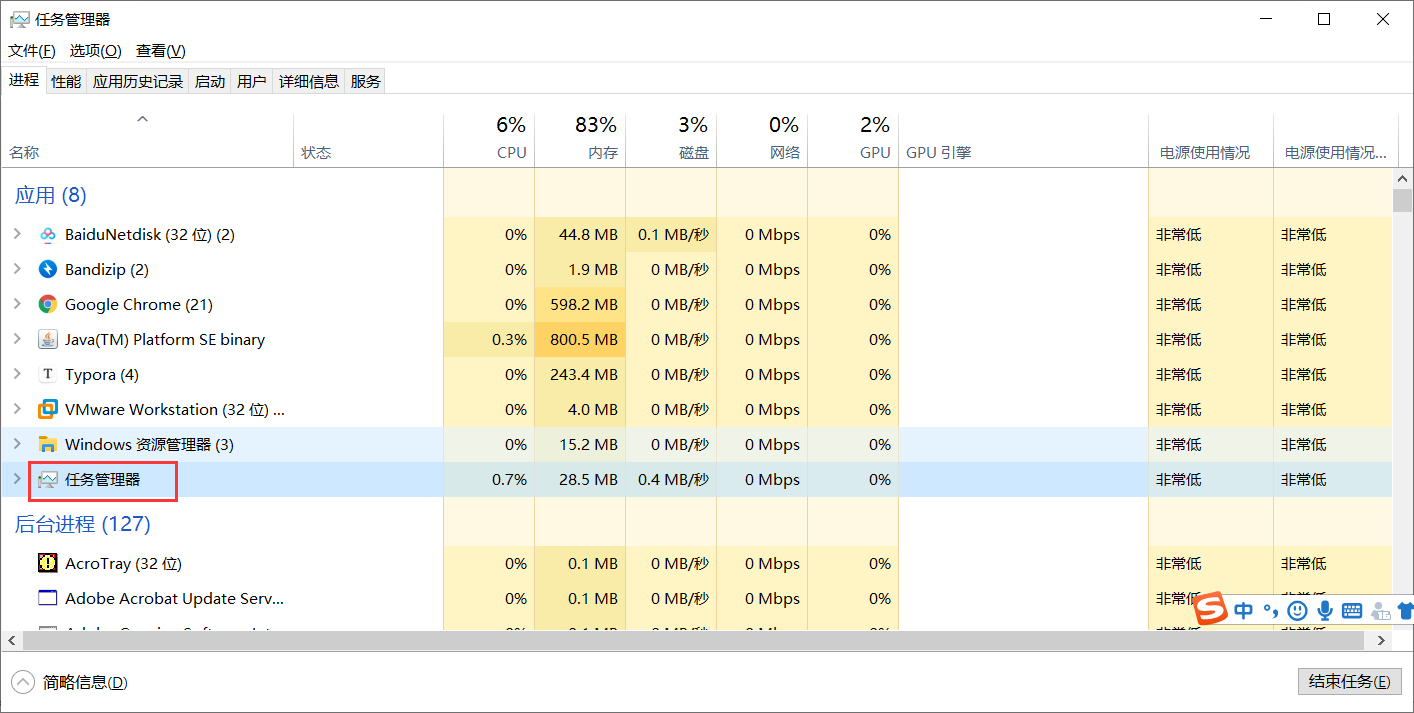 任务管理器
文件(F) 选项(O) 查看(V)
进程 性能 应用历史记录 启动 用户 详细信息 服务
6% 83% 3% 0% 2%
名称 状态 CPU 内存 磁盘 网络 GPU GPU 引擎 电源使用情况 电源使用情况...
应用 (8)
BaiduNetdisk (32 位) (2) 0% 44.8 MB 0.1 MB/秒 0 Mbps 0% 非常低 非常低
Bandizip (2) 0% 1.9 MB 0 MB/秒 0 Mbps 0% 非常低 非常低
Google Chrome (21) 0% 598.2 MB 0 MB/秒 0 Mbps 0% 非常低 非常低
Java(TM) Platform SE binary 0.3% 800.5 MB 0 MB/秒 0 Mbps 0% 非常低 非常低
T Typora (4) 0% 243.4 MB 0 MB/秒 0 Mbps 0% 非常低 非常低
VMware Workstation (32 位) ... 0% 4.0 MB 0 MB/秒 0 Mbps 0% 非常低 非常低
Windows 资源管理器 (3) 0% 15.2 MB 0 MB/秒 0 Mbps 0% 非常低 非常低
任务管理器 0.7% 28.5 MB 0.4 MB/秒 0 Mbps 0% 非常低 非常低
后台进程 (127)
AcroTray (32 位) 0% 0.1 MB 0 MB/秒 0 Mbps 0% 非常低 非常低
Adobe Acrobat Update Serv... 0% 0.1 MB 0 MB/秒 0 Mbps 0% 非常低
S 中
简略信息(D) 结束任务(E)